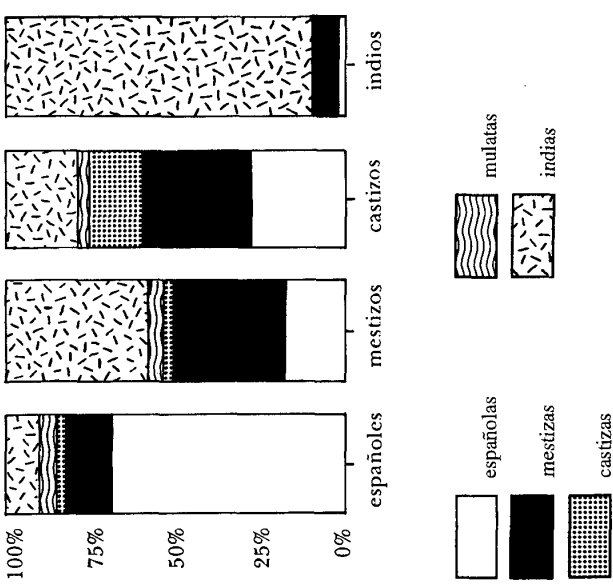 100%
75%
50%
25%
0%
españoles
mestizos
castizos
indios
españolas
mestizas
castizas
mulatas
indias